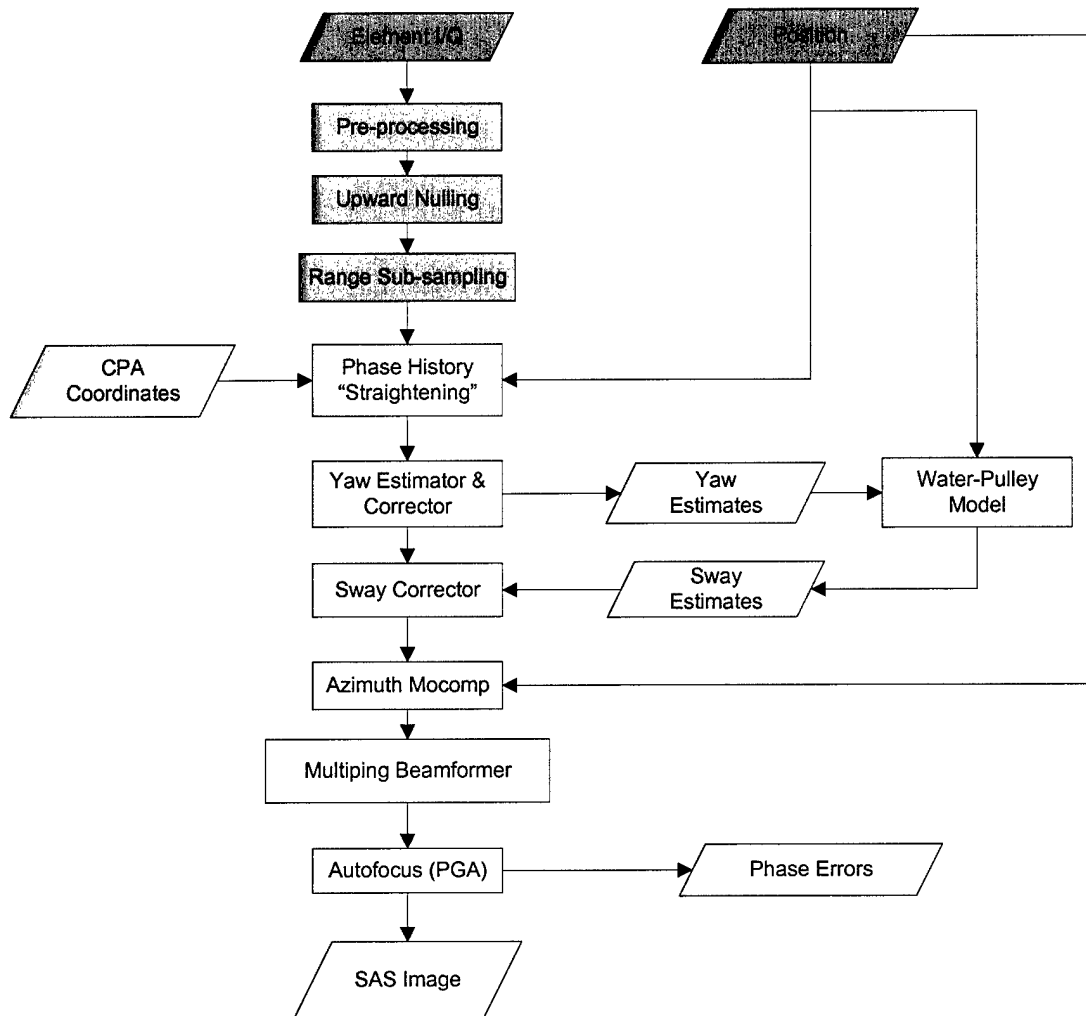 Element I/Q
Position
Pre-processing
Upward Nulling
Range Sub-sampling
CPA
Coordinates
Phase History
“Straightening”
Yaw Estimator &
Corrector
Yaw
Estimates
Water-Pulley
Model
Sway Corrector
Sway
Estimates
Azimuth Mocomp
Multiping Beamformer
Autofocus (PGA)
Phase Errors
SAS Image